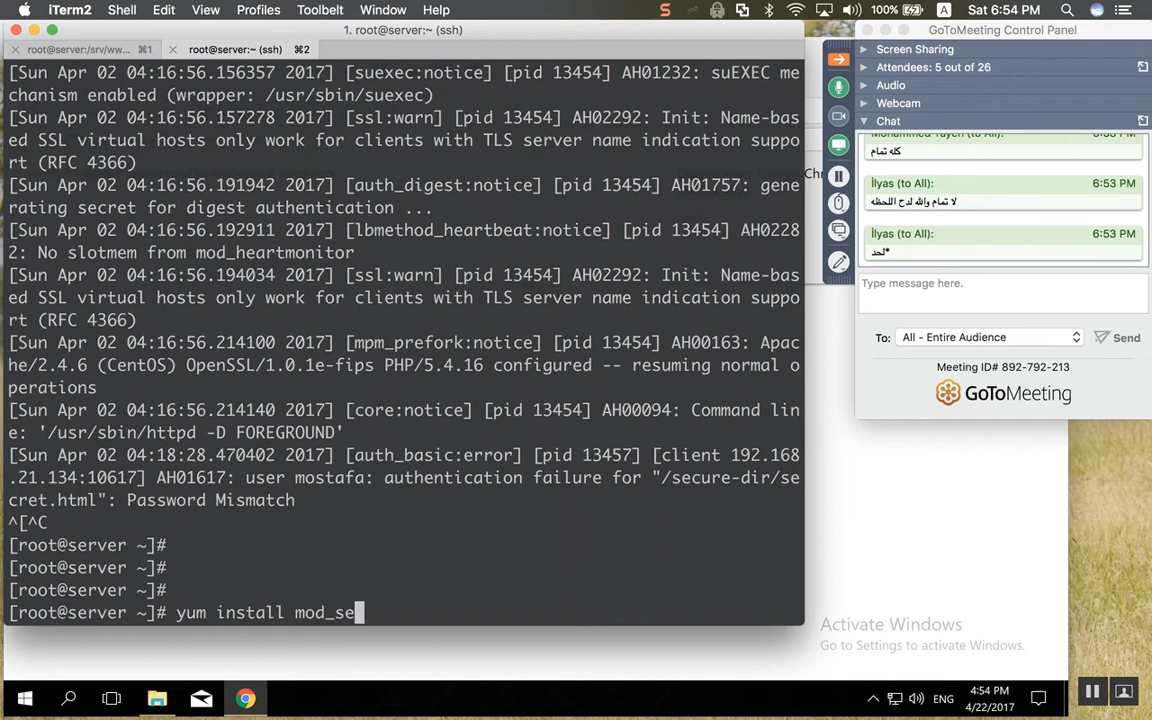 iTerm2 Shell Edit View Profiles Toolbelt Window Help
100% A Sat 6:54 PM
1. root@server:~ (ssh)
root@server:/srv/ww... ⌘1
root@server:~ (ssh) ⌘2
[Sun Apr 02 04:16:56.156357 2017] [suexec:notice] [pid 13454] AH01232: suEXEC me
chanism enabled (wrapper: /usr/sbin/suexec)
[Sun Apr 02 04:16:56.157278 2017] [ssl:warn] [pid 13454] AH02292: Init: Name-bas
ed SSL virtual hosts only work for clients with TLS server name indication suppo
rt (RFC 4366)
[Sun Apr 02 04:16:56.191942 2017] [auth_digest:notice] [pid 13454] AH01757: gene
rating secret for digest authentication ...
[Sun Apr 02 04:16:56.192911 2017] [lbmethod_heartbeat:notice] [pid 13454] AH0228
2: No slotmem from mod_heartmonitor
[Sun Apr 02 04:16:56.194034 2017] [ssl:warn] [pid 13454] AH02292: Init: Name-bas
ed SSL virtual hosts only work for clients with TLS server name indication suppo
rt (RFC 4366)
[Sun Apr 02 04:16:56.214100 2017] [mpm_prefork:notice] [pid 13454] AH00163: Apac
he/2.4.6 (CentOS) OpenSSL/1.0.1e-fips PHP/5.4.16 configured -- resuming normal o
perations
[Sun Apr 02 04:16:56.214140 2017] [core:notice] [pid 13454] AH00094: Command lin
e: '/usr/sbin/httpd -D FOREGROUND'
[Sun Apr 02 04:18:28.470402 2017] [auth_basic:error] [pid 13457] [client 192.168
.21.134:10617] AH01617: user mostafa: authentication failure for "/secure-dir/se
cret.html": Password Mismatch
^[^C
[root@server ~]#
[root@server ~]#
[root@server ~]#
[root@server ~]# yum install mod_se
Chr
GoToMeeting Control Panel
Screen Sharing
Attendees: 5 out of 26
Audio
Webcam
Chat
كله تمام
İlyas (to All): 6:53 PM
لا تمام والله لدح اللحظه
İlyas (to All): 6:53 PM
لحد*
Type message here.
To: All - Entire Audience Send
Meeting ID# 892-792-213
GoToMeeting
Activate Windows
Go to Settings to activate Windows.
ENG
4:54 PM
4/22/2017